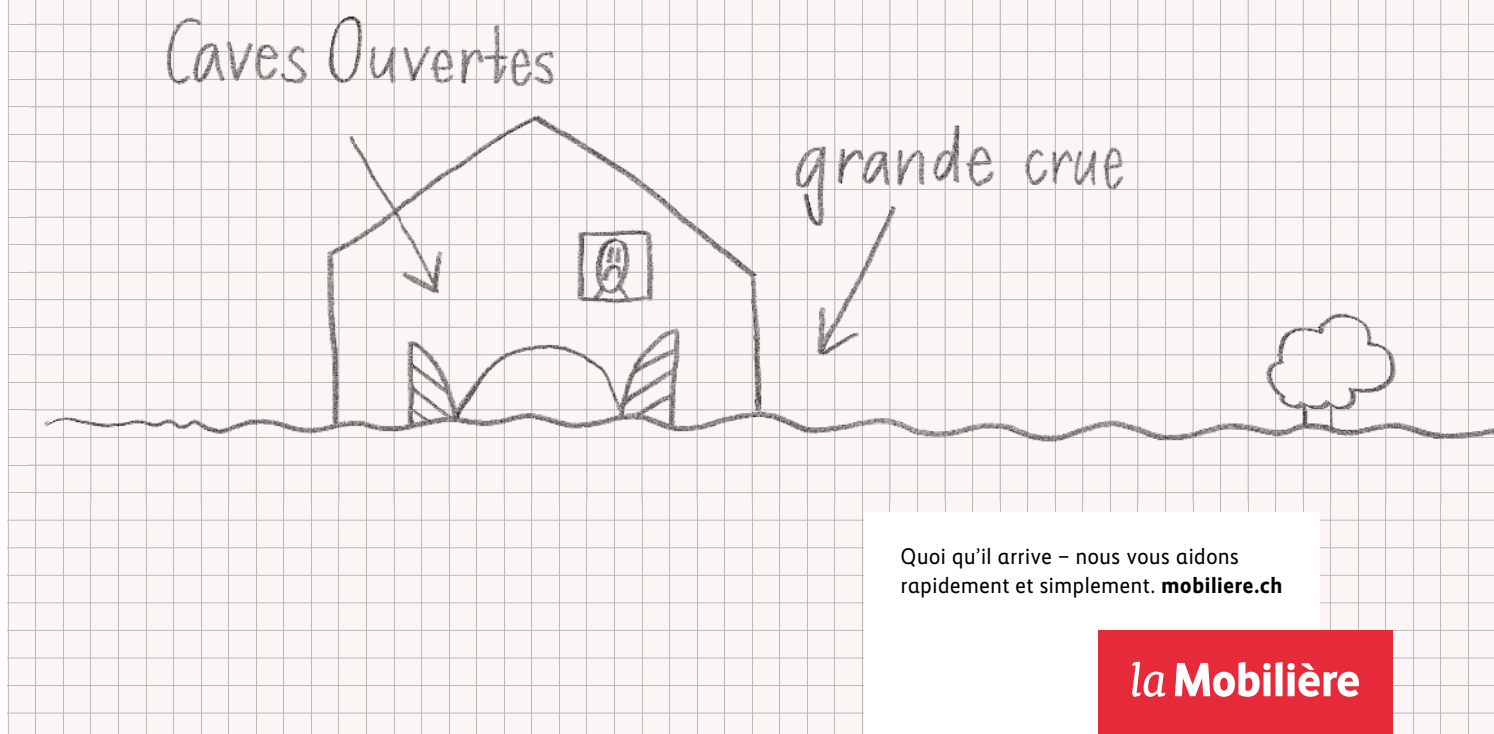 Caves Ouvertes
grande crue
Quoi qu’il arrive – nous vous aidons
rapidement et simplement. mobiliere.ch
la Mobilière